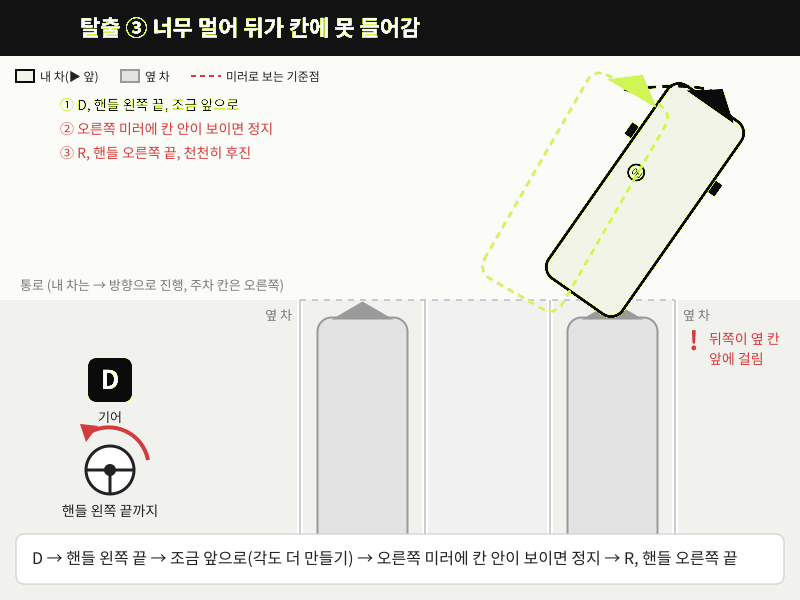 탈출 ③ 너무 멀어 뒤가 칸에 못 들어감
내 차(▶ 앞)
옆 차
미러로 보는 기준점
① D, 핸들 왼쪽 끝, 조금 앞으로
② 오른쪽 미러에 칸 안이 보이면 정지
③ R, 핸들 오른쪽 끝, 천천히 후진
통로 (내 차는 → 방향으로 진행, 주차 칸은 오른쪽)
옆 차
옆 차
! 뒤쪽이 옆 칸
앞에 걸림
D
기어
핸들 왼쪽 끝까지
D → 핸들 왼쪽 끝 → 조금 앞으로(각도 더 만들기) → 오른쪽 미러에 칸 안이 보이면 정지 → R, 핸들 오른쪽 끝